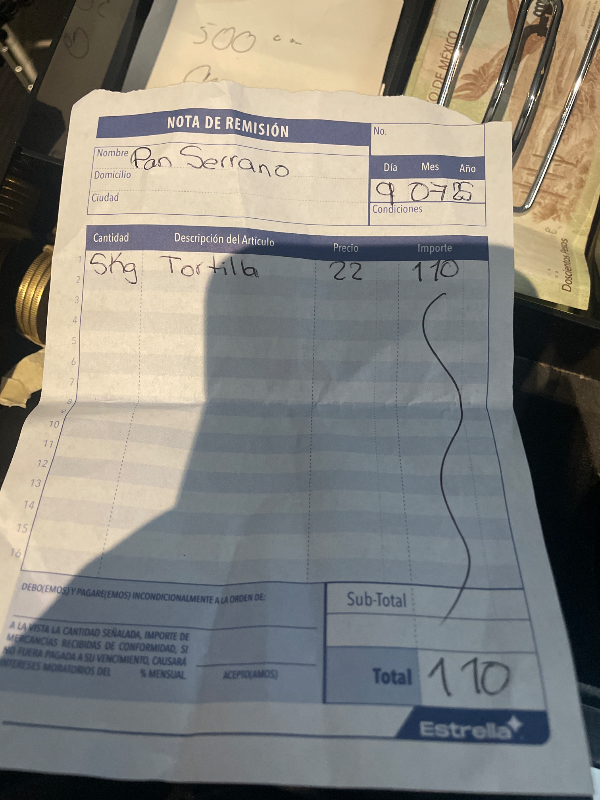 500
O DE MÉXICO
NOTA DE REMISIÓN
No.
Nombre Pan Serrano
Domicilio
Ciudad
Día Mes Año
9 07 25
Condiciones
Cantidad Descripción del Artículo Precio Importe
1 5Kg Tortilla 22 110
2
3
4
5
6
7
8
9
10
11
12
13
14
15
16
DEBO(EMOS) Y PAGARE(EMOS) INCONDICIONALMENTE A LA ORDEN DE:
A LA VISTA LA CANTIDAD SEÑALADA, IMPORTE DE
MERCANCIAS RECIBIDAS DE CONFORMIDAD, SI
NO FUERA PAGADA A SU VENCIMIENTO, CAUSARÁ
INTERESES MORATORIOS DEL % MENSUAL ACEPTO(AMOS)
Sub-Total
Total 110
Estrella
Doscientos pesos